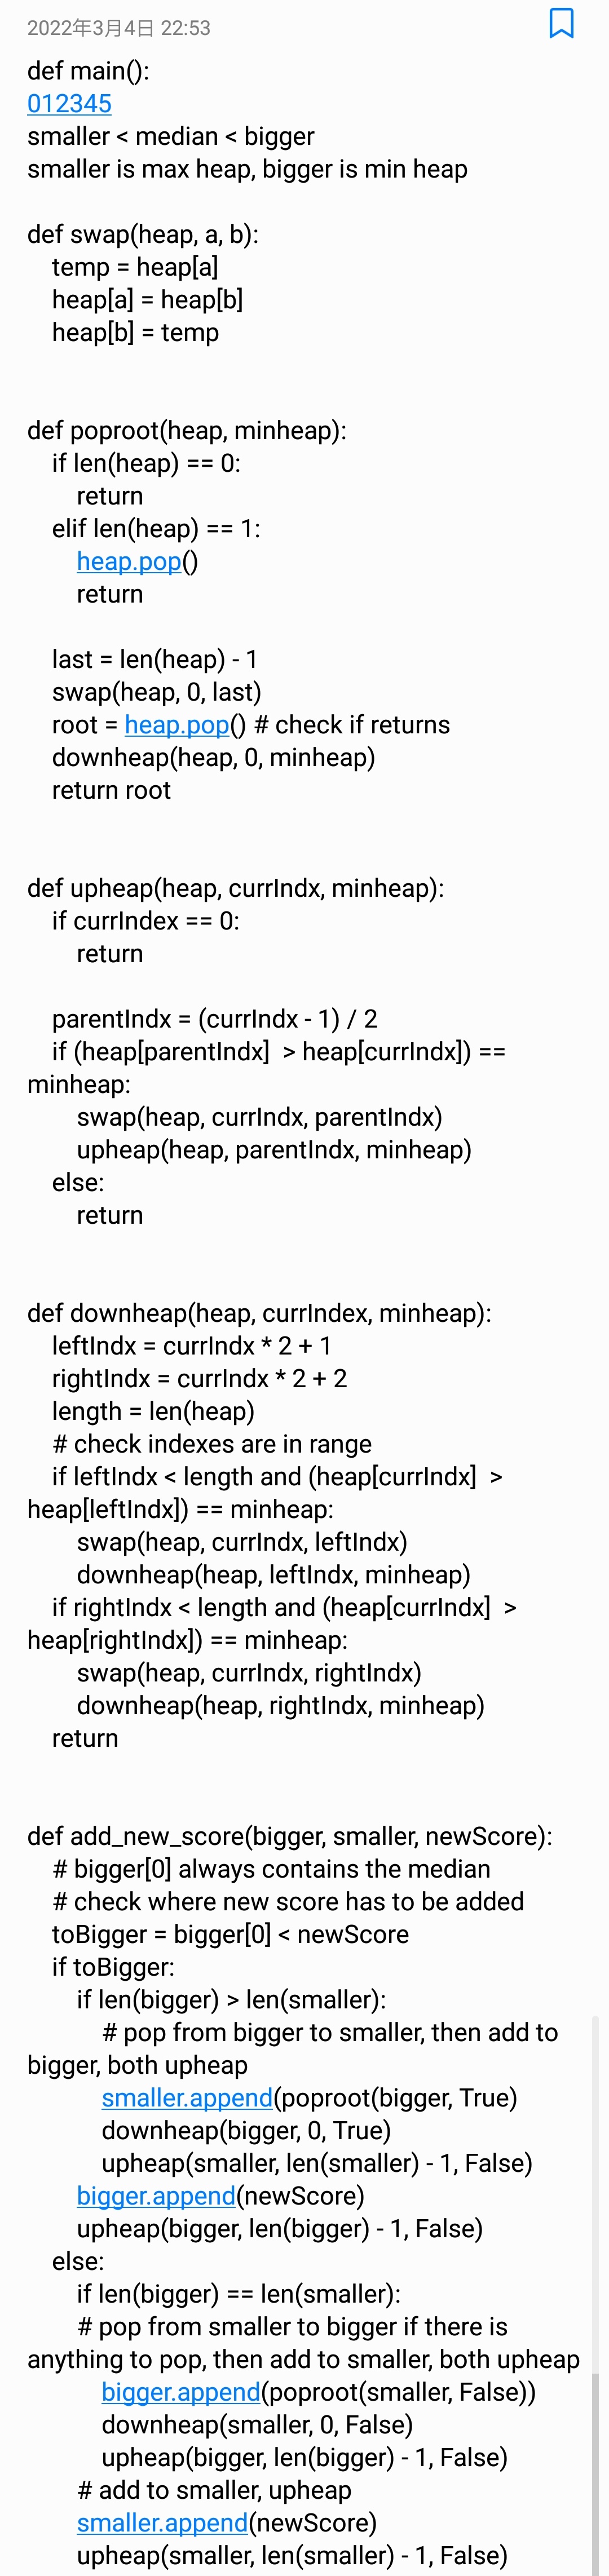 2022年3月4日 22:53
def main():
012345
smaller < median < bigger
smaller is max heap, bigger is min heap

def swap(heap, a, b):
    temp = heap[a]
    heap[a] = heap[b]
    heap[b] = temp

def poproot(heap, minheap):
    if len(heap) == 0:
        return
    elif len(heap) == 1:
        heap.pop()
        return

    last = len(heap) - 1
    swap(heap, 0, last)
    root = heap.pop() # check if returns
    downheap(heap, 0, minheap)
    return root

def upheap(heap, currIndx, minheap):
    if currIndex == 0:
        return

    parentIndx = (currIndx - 1) / 2
    if (heap[parentIndx]  > heap[currIndx]) ==
minheap:
        swap(heap, currIndx, parentIndx)
        upheap(heap, parentIndx, minheap)
    else:
        return

def downheap(heap, currIndex, minheap):
    leftIndx = currIndx * 2 + 1
    rightIndx = currIndx * 2 + 2
    length = len(heap)
    # check indexes are in range
    if leftIndx < length and (heap[currIndx]  >
heap[leftIndx]) == minheap:
        swap(heap, currIndx, leftIndx)
        downheap(heap, leftIndx, minheap)
    if rightIndx < length and (heap[currIndx]  >
heap[rightIndx]) == minheap:
        swap(heap, currIndx, rightIndx)
        downheap(heap, rightIndx, minheap)
    return

def add_new_score(bigger, smaller, newScore):
    # bigger[0] always contains the median
    # check where new score has to be added
    toBigger = bigger[0] < newScore
    if toBigger:
        if len(bigger) > len(smaller):
            # pop from bigger to smaller, then add to
bigger, both upheap
            smaller.append(poproot(bigger, True)
            downheap(bigger, 0, True)
            upheap(smaller, len(smaller) - 1, False)
        bigger.append(newScore)
        upheap(bigger, len(bigger) - 1, False)
    else:
        if len(bigger) == len(smaller):
        # pop from smaller to bigger if there is
anything to pop, then add to smaller, both upheap
            bigger.append(poproot(smaller, False))
            downheap(smaller, 0, False)
            upheap(bigger, len(bigger) - 1, False)
        # add to smaller, upheap
        smaller.append(newScore)
        upheap(smaller, len(smaller) - 1, False)